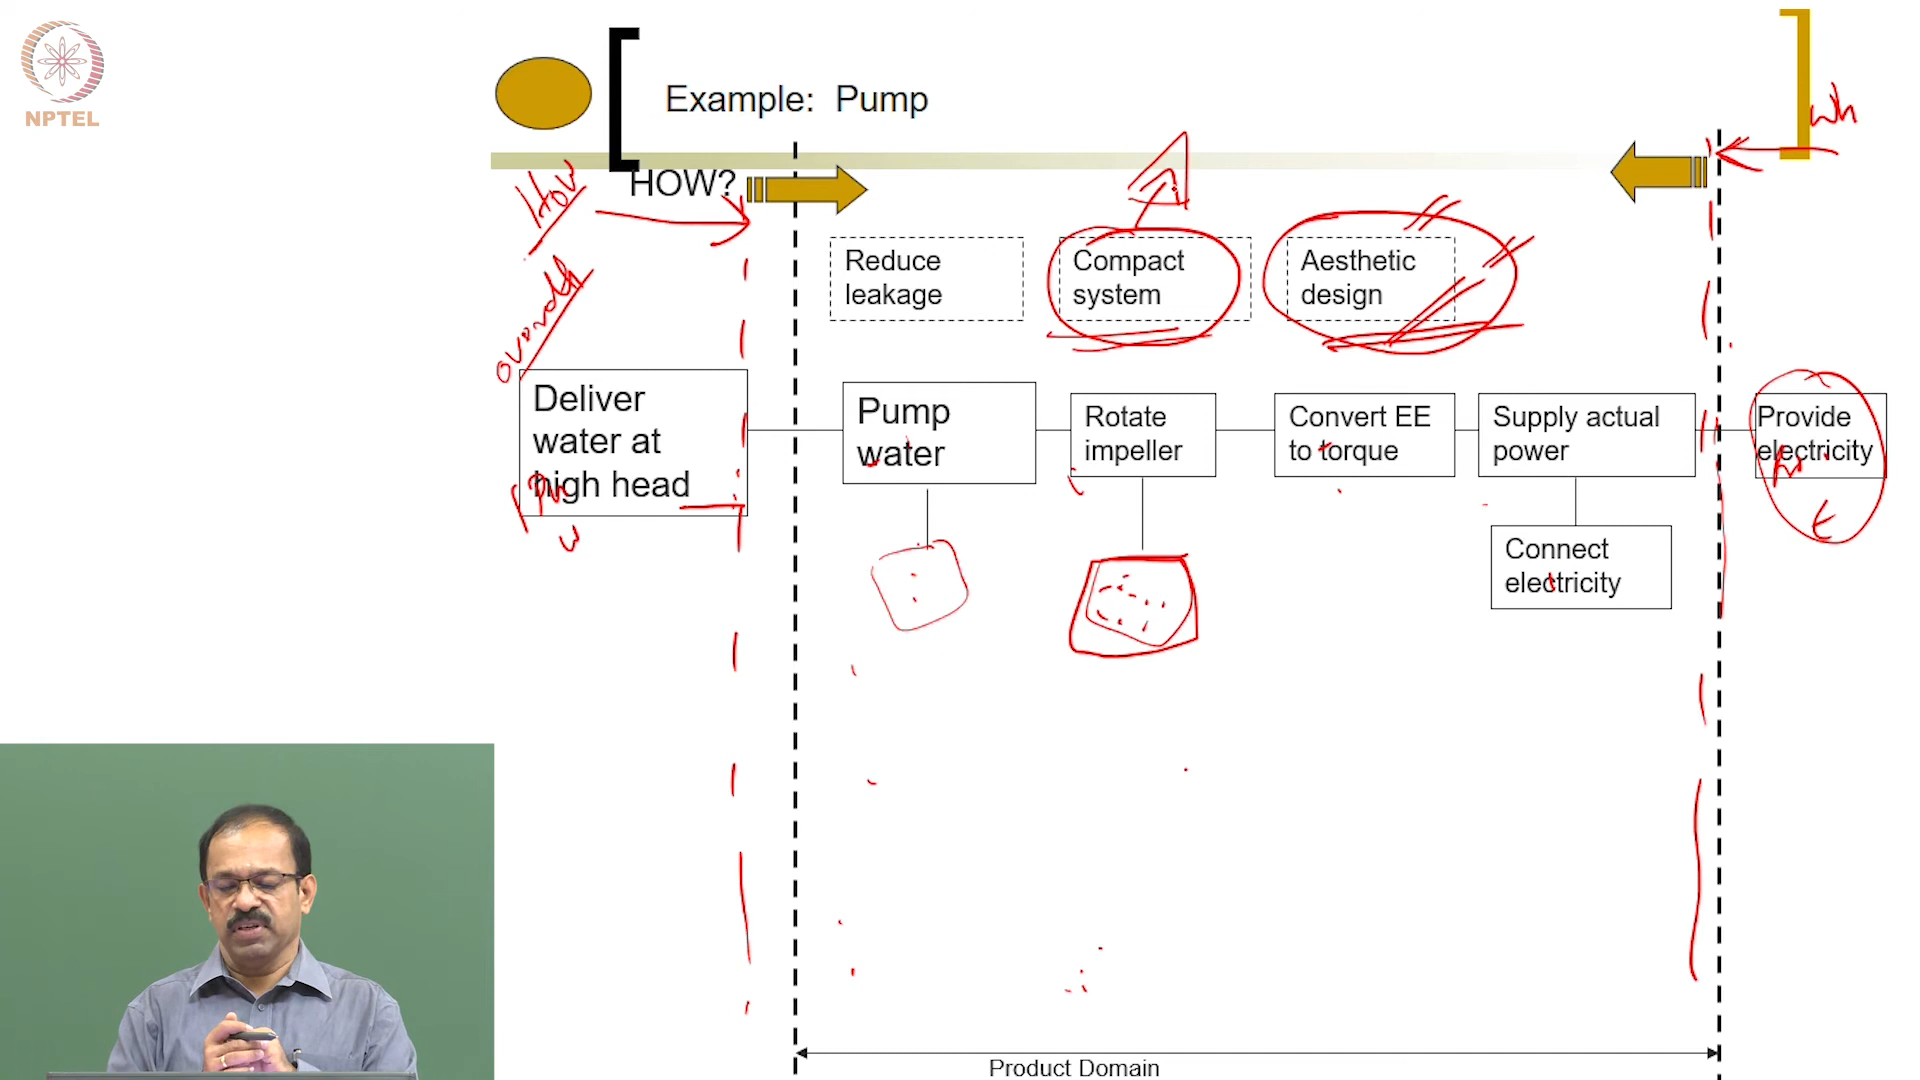 NPTEL
Example: Pump
Wh
HOW?
How
Reduce
leakage
Compact
system
Aesthetic
design
Deliver
water at
high head
Pump
water
Rotate
impeller
Convert EE
to torque
Supply actual
power
Provide
electricity
Connect
electricity
Product Domain